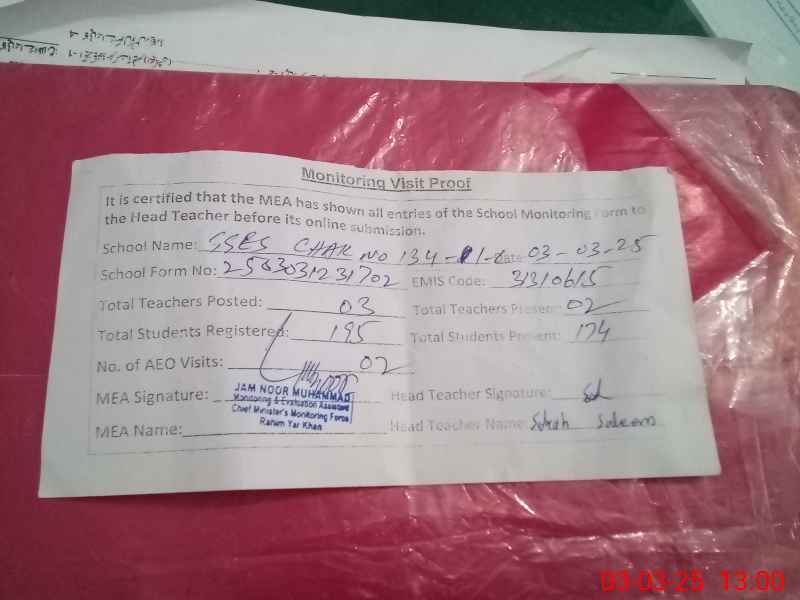 Monitoring Visit Proof
It is certified that the MEA has shown all entries of the School Monitoring Form to
the Head Teacher before its online submission.
School Name: CHAK NO 134 Date 03-03-25
School Form No: 2503031231702 EMIS Code: 31310615
Total Teachers Posted: 03 Total Teachers Present: 02
Total Students Registered: 195 Total Students Present: 174
No. of AEO Visits: 02
MEA Signature: Head Teacher Signature:
JAM NOOR MUHAMMAD
Monitoring & Evaluation Assistant
Chief Minister's Monitoring Force
Rahim Yar Khan
MEA Name: Head Teacher Name:
03-03-25 13:00